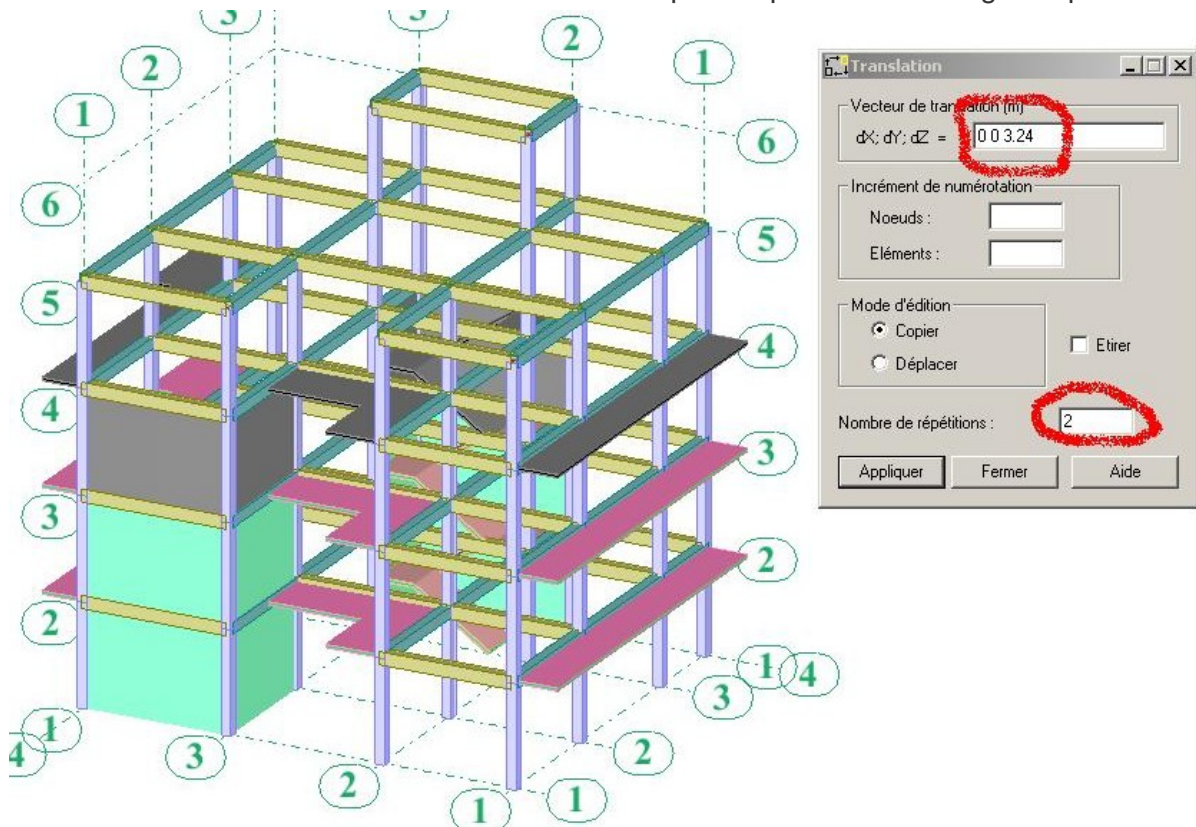 3
3
2
2
1
1
6
6
5
5
4
4
3
3
2
2
1
4
3
1
4
3
2
2
1
1
Translation
Vecteur de translation (m)
dX; dY; dZ = 0 0 3.24
Incrément de numérotation
Noeuds :
Eléments :
Mode d'édition
Copier
Etirer
Déplacer
Nombre de répétitions : 2
Appliquer Fermer Aide